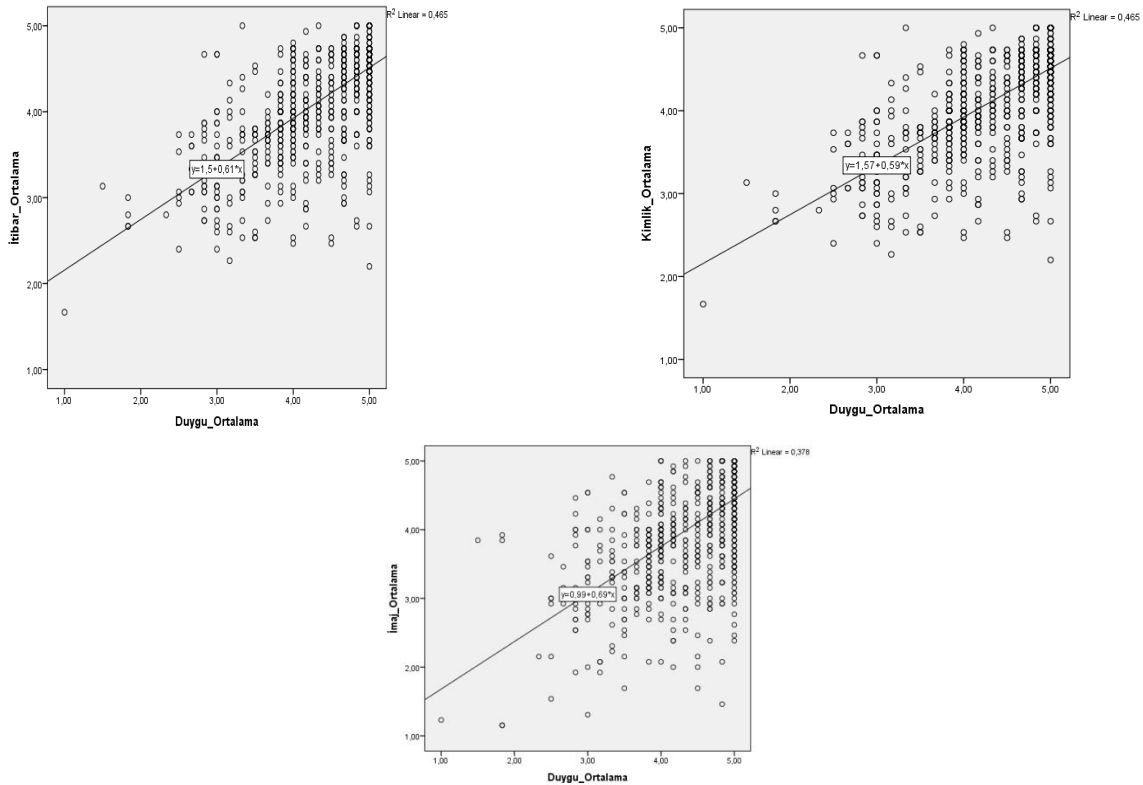 R² Linear = 0,465
5,00
4,00
3,00
2,00
1,00
İtibar_Ortalama
y=1,5+0,61*x
1,00 2,00 3,00 4,00 5,00
Duygu_Ortalama
R² Linear = 0,465
5,00
4,00
3,00
2,00
1,00
Kimlik_Ortalama
y=1,57+0,59*x
1,00 2,00 3,00 4,00 5,00
Duygu_Ortalama
R² Linear = 0,378
5,00
4,00
3,00
2,00
1,00
İmaj_Ortalama
y=0,99+0,69*x
1,00 2,00 3,00 4,00 5,00
Duygu_Ortalama